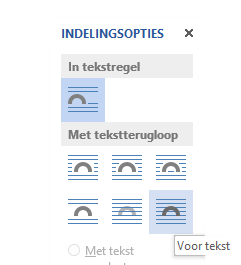 INDELINGSOPTIES
In tekstregel
Met tekstterugloop
Voor tekst
Met tekst